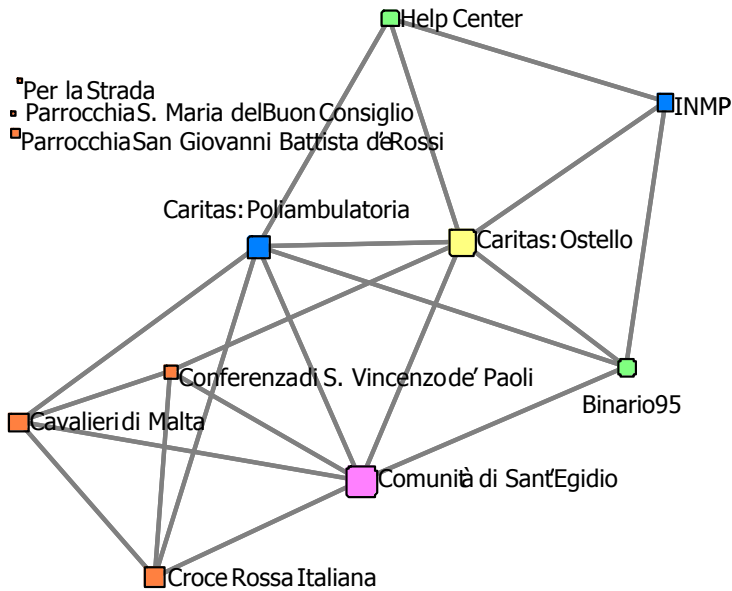 Help Center
Per la Strada
Parrocchia S. Maria del Buon Consiglio
INMP
Parrocchia San Giovanni Battista de' Rossi
Caritas: Poliambulatoria
Caritas: Ostello
Conferenza di S. Vincenzo de' Paoli
Binario95
Cavalieri di Malta
Comunità di Sant'Egidio
Croce Rossa Italiana